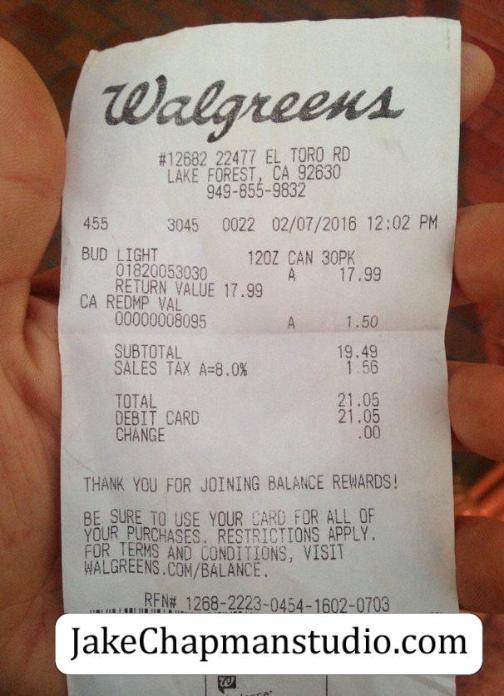 Walgreens
#12682 22477 EL TORO RD
LAKE FOREST, CA 92630
949-855-9832
455 3045 0022 02/07/2016 12:02 PM
BUD LIGHT 12OZ CAN 30PK
01820053030 A 17.99
RETURN VALUE 17.99
CA REDMP VAL
00000008095 A 1.50
SUBTOTAL 19.49
SALES TAX A=8.0% 1.56
TOTAL 21.05
DEBIT CARD 21.05
CHANGE .00
THANK YOU FOR JOINING BALANCE REWARDS!
BE SURE TO USE YOUR CARD FOR ALL OF
YOUR PURCHASES. RESTRICTIONS APPLY.
FOR TERMS AND CONDITIONS, VISIT
WALGREENS.COM/BALANCE.
RFN# 1268-2223-0454-1602-0703
JakeChapmanstudio.com